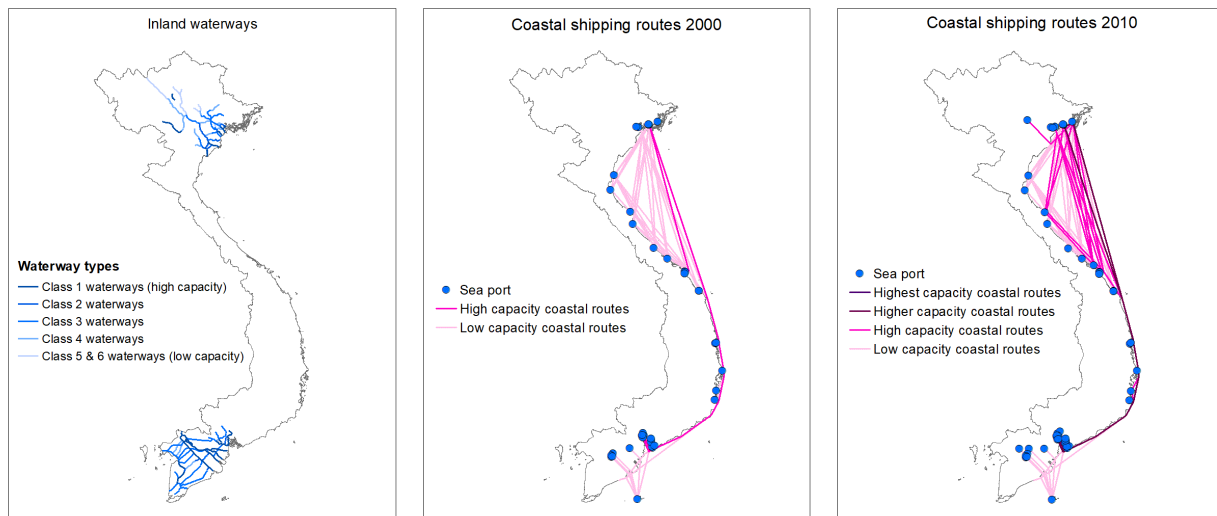 Inland waterways
Waterway types
Class 1 waterways (high capacity)
Class 2 waterways
Class 3 waterways
Class 4 waterways
Class 5 & 6 waterways (low capacity)
Coastal shipping routes 2000
Sea port
High capacity coastal routes
Low capacity coastal routes
Coastal shipping routes 2010
Sea port
Highest capacity coastal routes
Higher capacity coastal routes
High capacity coastal routes
Low capacity coastal routes